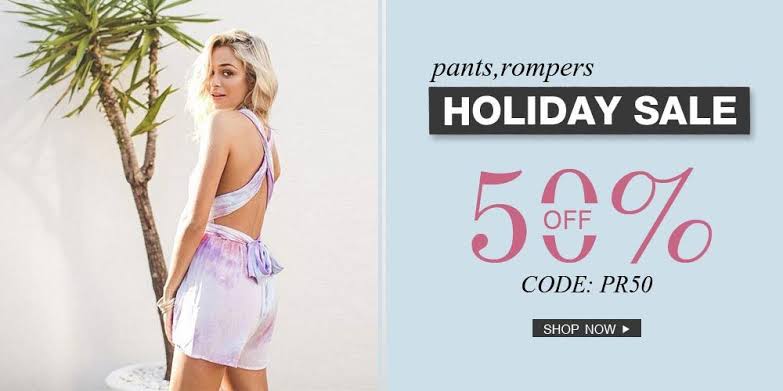 pants,rompers
HOLIDAY SALE
50%
OFF
CODE: PR50
SHOP NOW